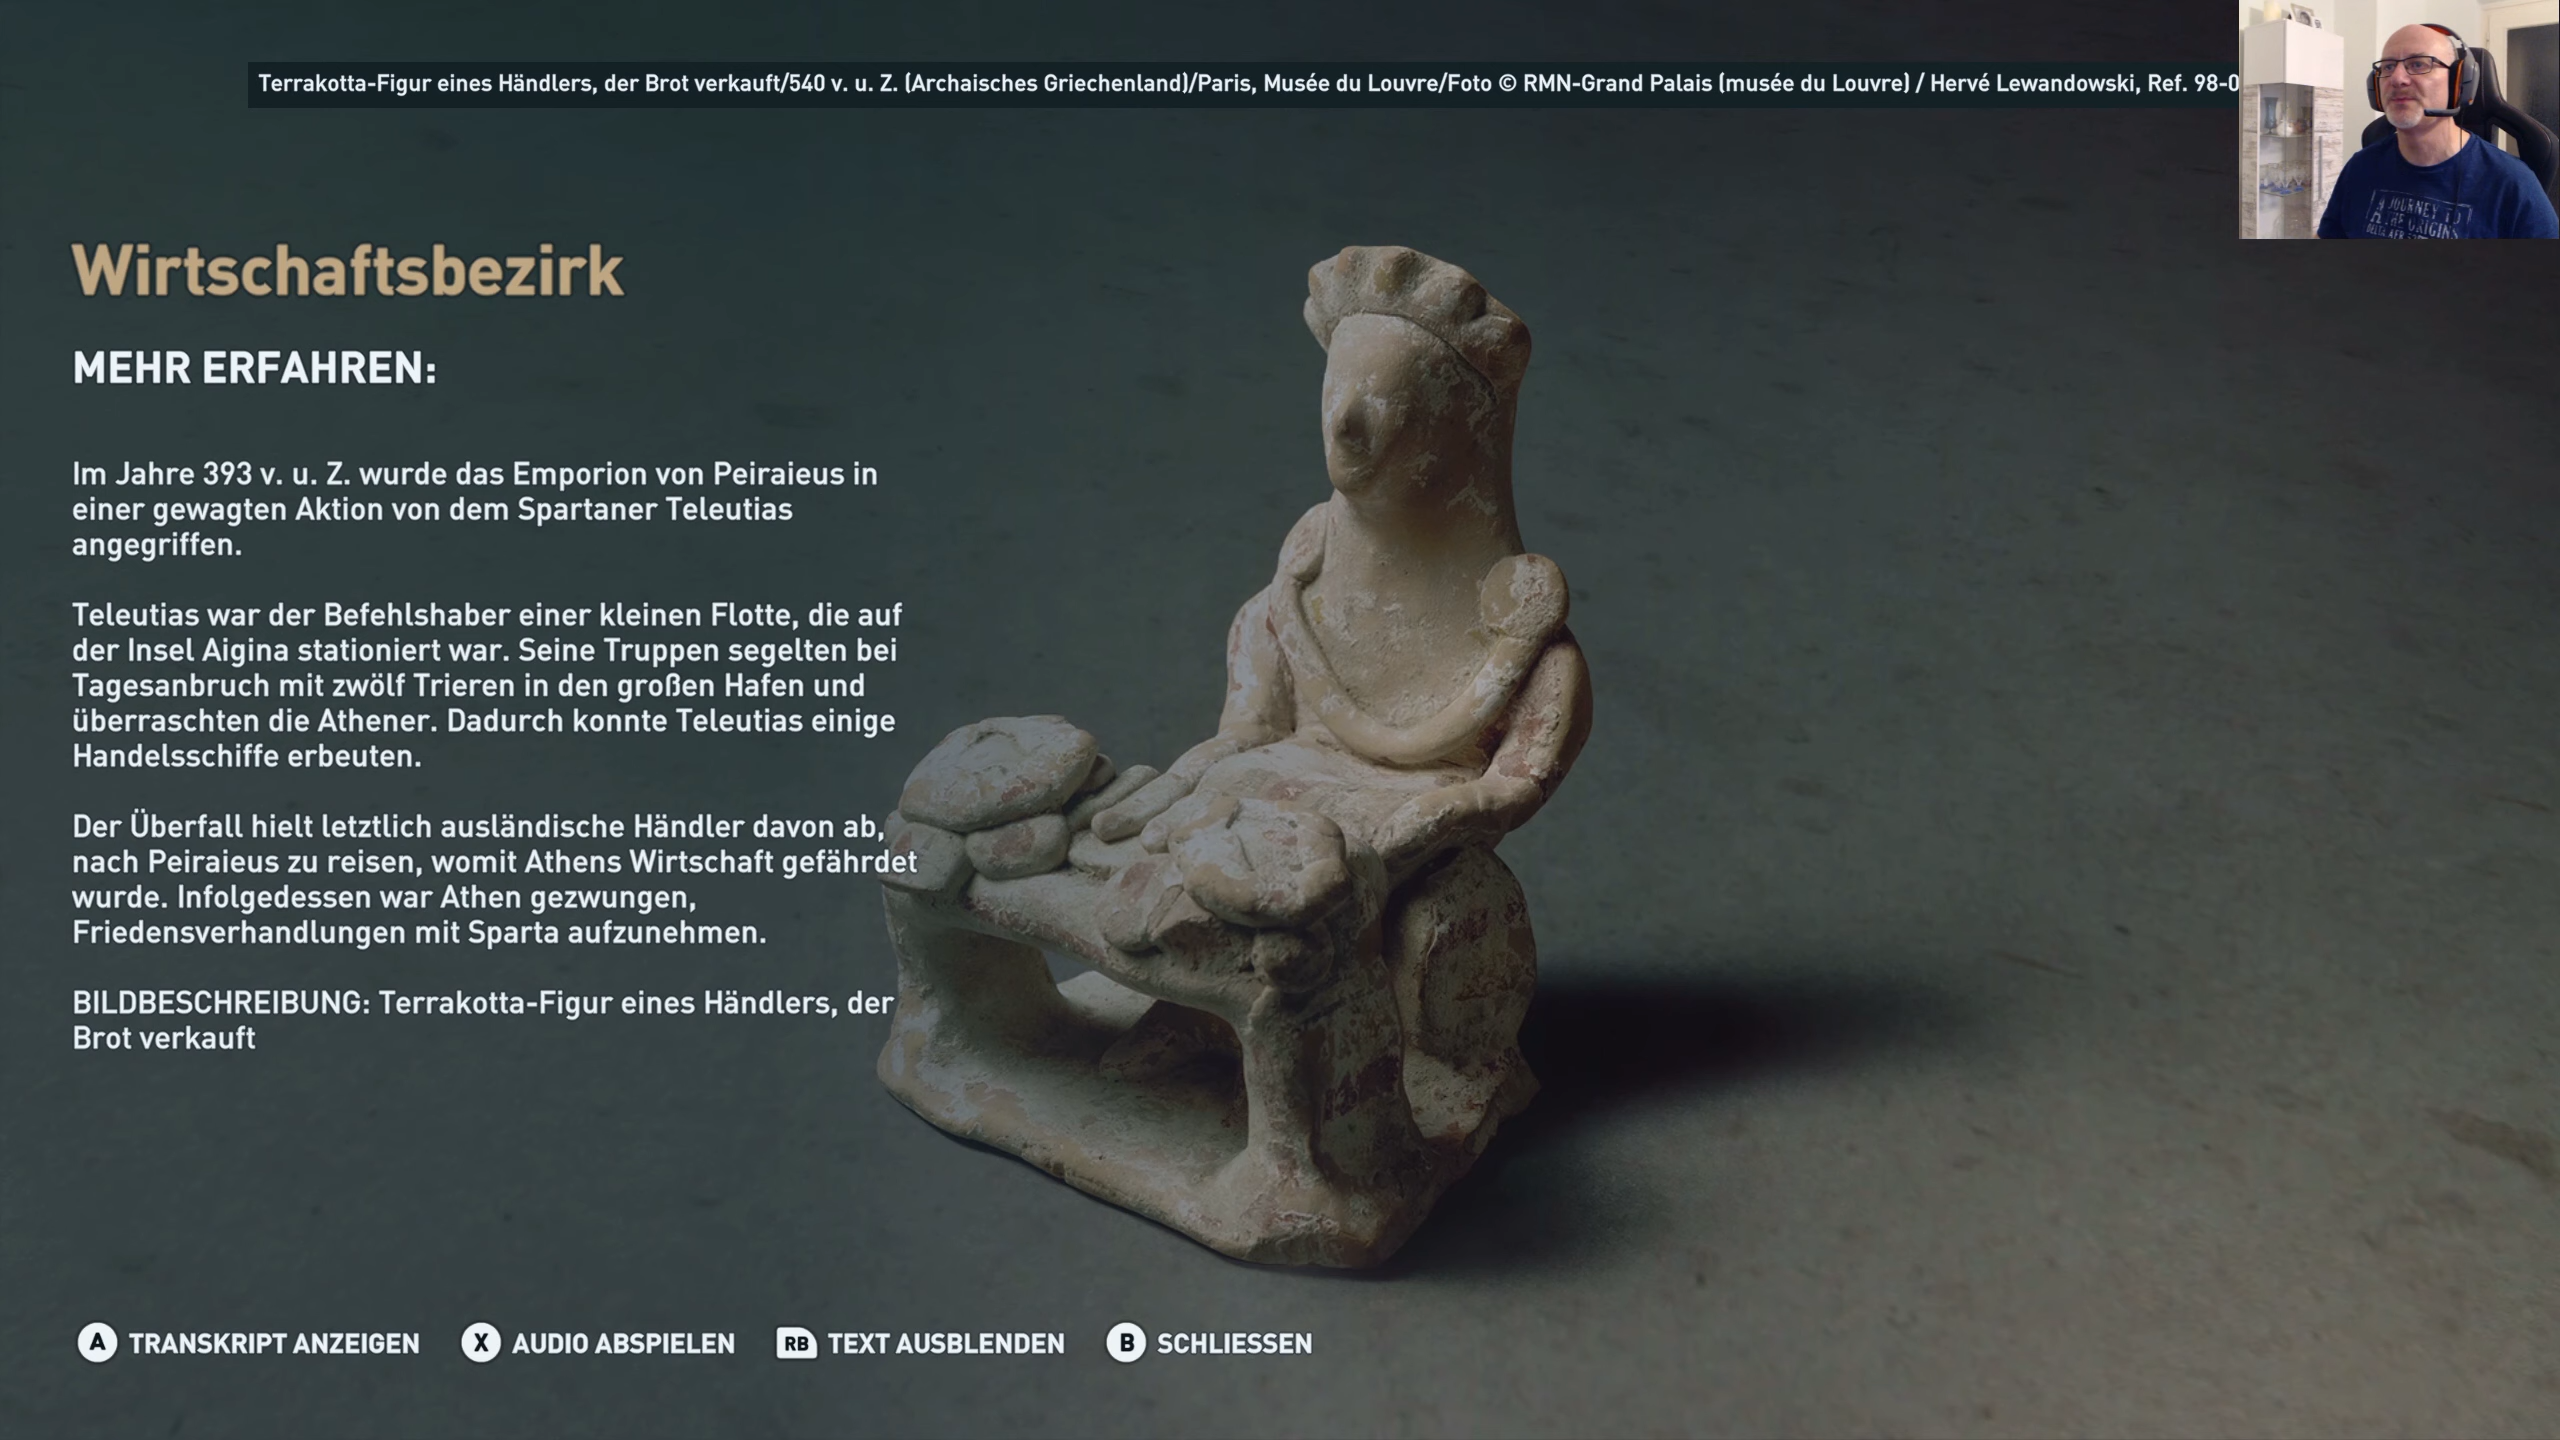 Terrakotta-Figur eines Händlers, der Brot verkauft/540 v. u. Z. (Archaisches Griechenland)/Paris, Musée du Louvre/Foto © RMN-Grand Palais (musée du Louvre) / Hervé Lewandowski, Ref. 98-0
Wirtschaftsbezirk
MEHR ERFAHREN:
Im Jahre 393 v. u. Z. wurde das Emporion von Peiraieus in
einer gewagten Aktion von dem Spartaner Teleutias
angegriffen.
Teleutias war der Befehlshaber einer kleinen Flotte, die auf
der Insel Aigina stationiert war. Seine Truppen segelten bei
Tagesanbruch mit zwölf Trieren in den großen Hafen und
überraschten die Athener. Dadurch konnte Teleutias einige
Handelsschiffe erbeuten.
Der Überfall hielt letztlich ausländische Händler davon ab,
nach Peiraieus zu reisen, womit Athens Wirtschaft gefährdet
wurde. Infolgedessen war Athen gezwungen,
Friedensverhandlungen mit Sparta aufzunehmen.
BILDBESCHREIBUNG: Terrakotta-Figur eines Händlers, der
Brot verkauft
A TRANSKRIPT ANZEIGEN X AUDIO ABSPIELEN RB TEXT AUSBLENDEN B SCHLIESSEN
JOURNEY TO
THE ORIGINS